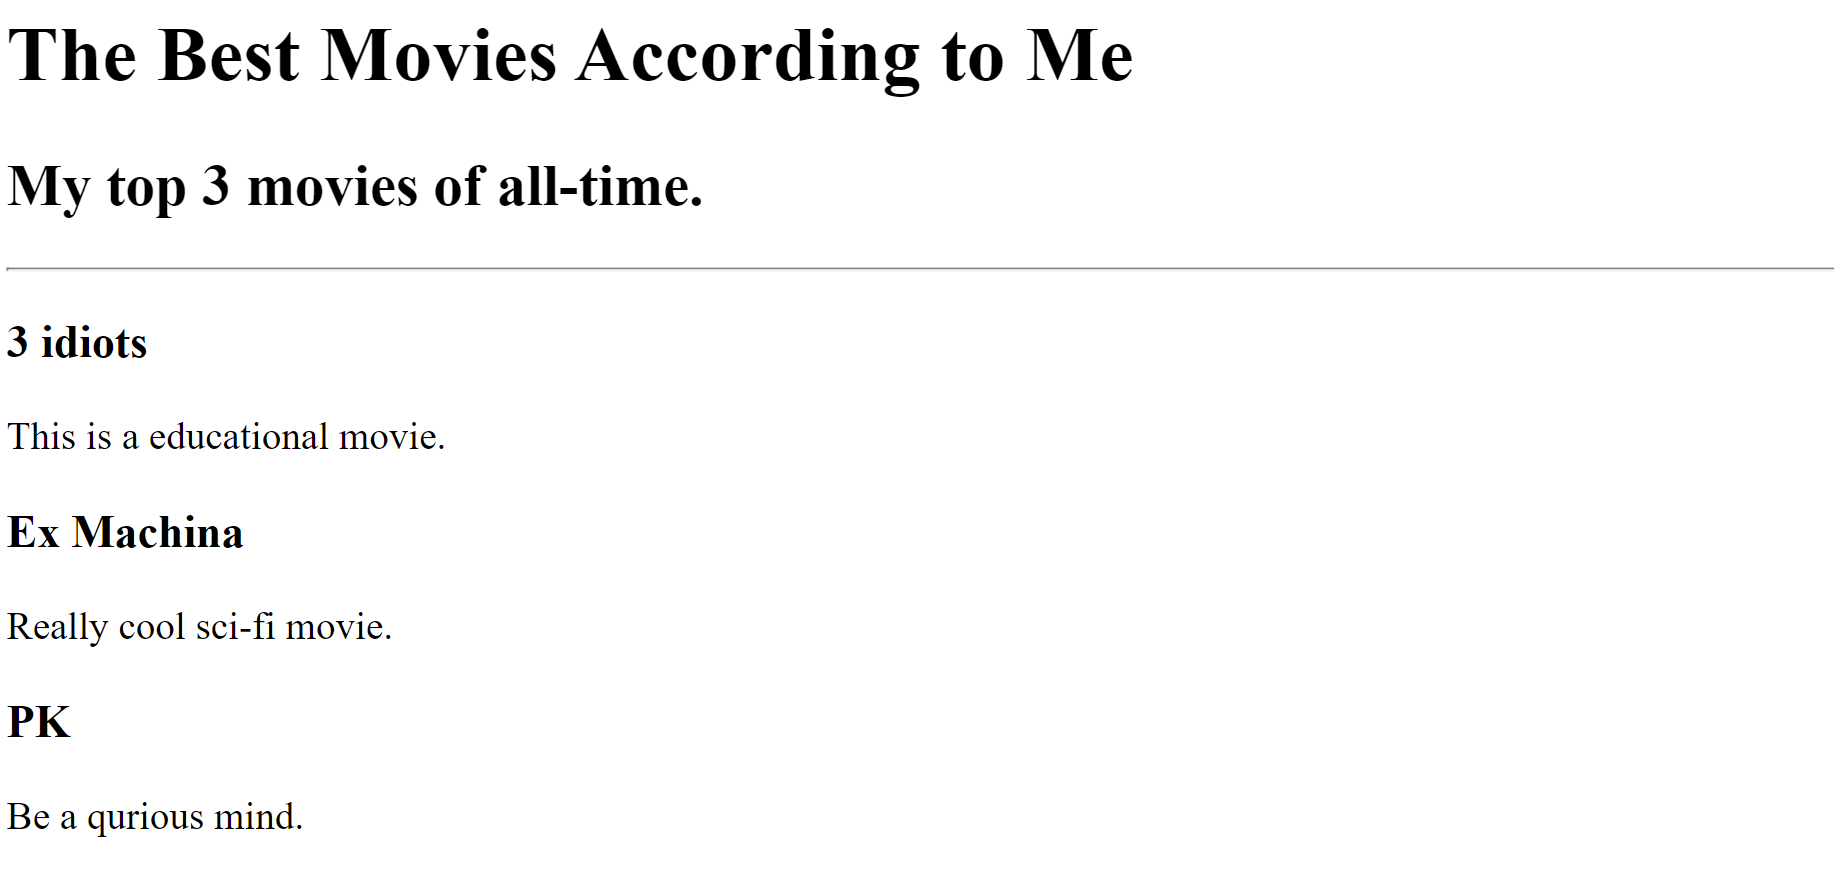 The Best Movies According to Me
My top 3 movies of all-time.
3 idiots
This is a educational movie.
Ex Machina
Really cool sci-fi movie.
PK
Be a qurious mind.